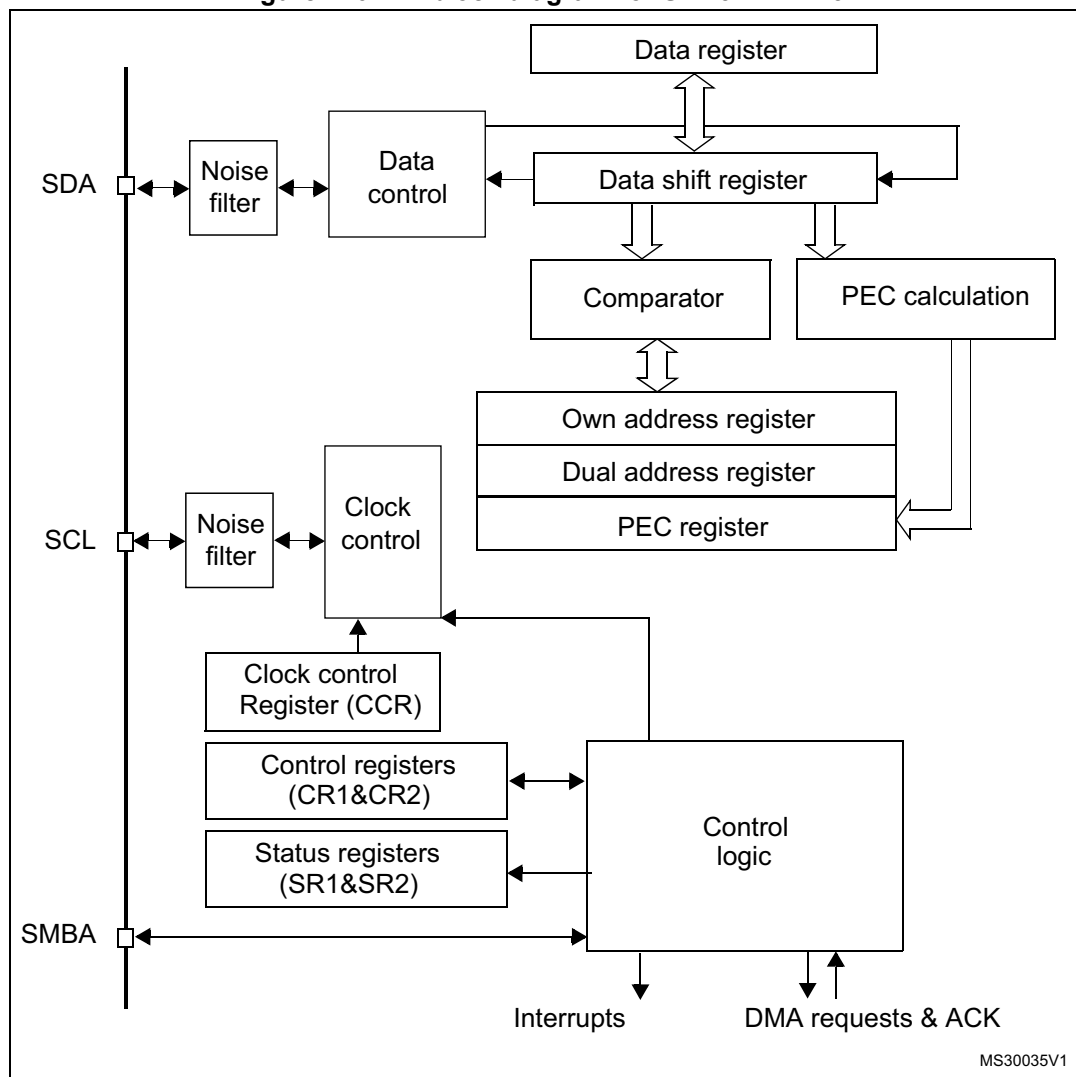 Data register
SDA
Noise
filter
Data
control
Data shift register
Comparator
PEC calculation
Own address register
Dual address register
PEC register
SCL
Noise
filter
Clock
control
Clock control
Register (CCR)
Control registers
(CR1&CR2)
Status registers
(SR1&SR2)
Control
logic
SMBA
Interrupts
DMA requests & ACK
MS30035V1